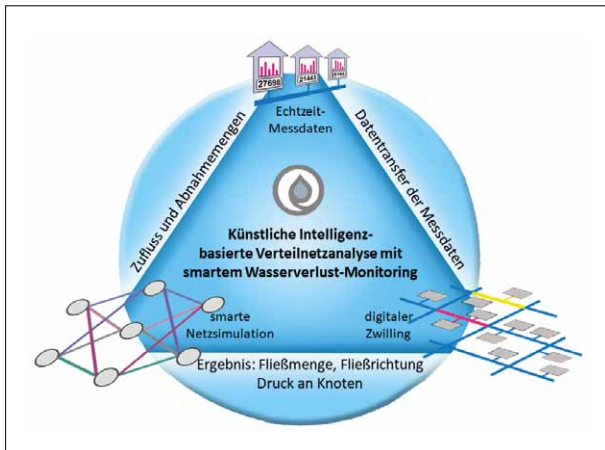 27698
21443
Echtzeit-
Messdaten
Zufluss und Abnahmemengen
Datentransfer der Messdaten
Künstliche Intelligenz-
basierte Verteilnetzanalyse mit
smartem Wasserverlust-Monitoring
smarte
Netzsimulation
digitaler
Zwilling
Ergebnis: Fließmenge, Fließrichtung
Druck an Knoten